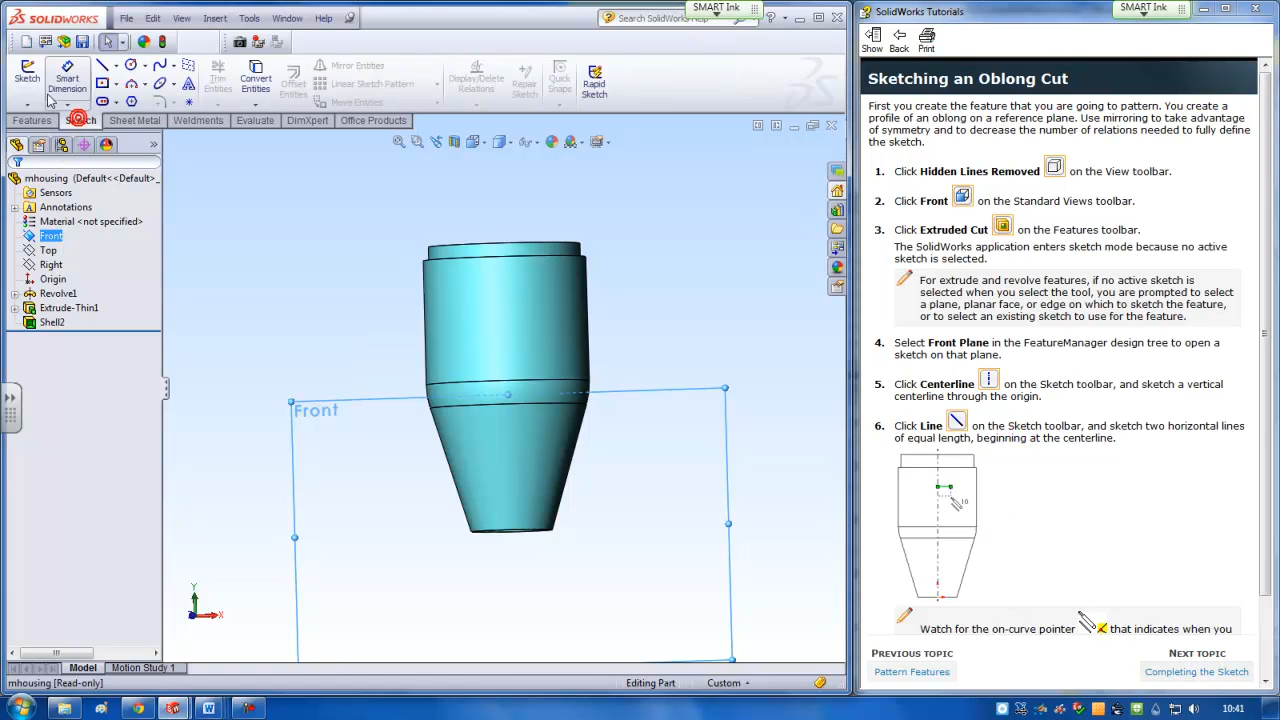 SOLIDWORKS
File
Edit
View
Insert
Tools
Window
Help
Search SolidWorks Help
SMART Ink
Sketch
Smart
Dimension
Trim
Entities
Convert
Entities
Offset
Entities
Mirror Entities
Linear Sketch Pattern
Move Entities
Display/Delete
Relations
Repair
Sketch
Quick
Snaps
Rapid
Sketch
Features
Sheet Metal
Weldments
Evaluate
DimXpert
Office Products
mhousing (Default<<Default>_
Sensors
Annotations
Material <not specified>
Front
Top
Right
Origin
Revolve1
Extrude-Thin1
Shell2
Front
Y
X
Model
Motion Study 1
mhousing [Read-only]
Editing Part
Custom
SolidWorks Tutorials
SMART Ink
Show
Back
Print
Sketching an Oblong Cut
First you create the feature that you are going to pattern. You create a
profile of an oblong on a reference plane. Use mirroring to take advantage
of symmetry and to decrease the number of relations needed to fully define
the sketch.
1. Click Hidden Lines Removed on the View toolbar.
2. Click Front on the Standard Views toolbar.
3. Click Extruded Cut on the Features toolbar.
The SolidWorks application enters sketch mode because no active
sketch is selected.
For extrude and revolve features, if no active sketch is
selected when you select the tool, you are prompted to select
a plane, planar face, or edge on which to sketch the feature,
or to select an existing sketch to use for the feature.
4. Select Front Plane in the FeatureManager design tree to open a
sketch on that plane.
5. Click Centerline on the Sketch toolbar, and sketch a vertical
centerline through the origin.
6. Click Line on the Sketch toolbar, and sketch two horizontal lines
of equal length, beginning at the centerline.
10
Watch for the on-curve pointer that indicates when you
PREVIOUS TOPIC
NEXT TOPIC
Pattern Features
Completing the Sketch
10:41